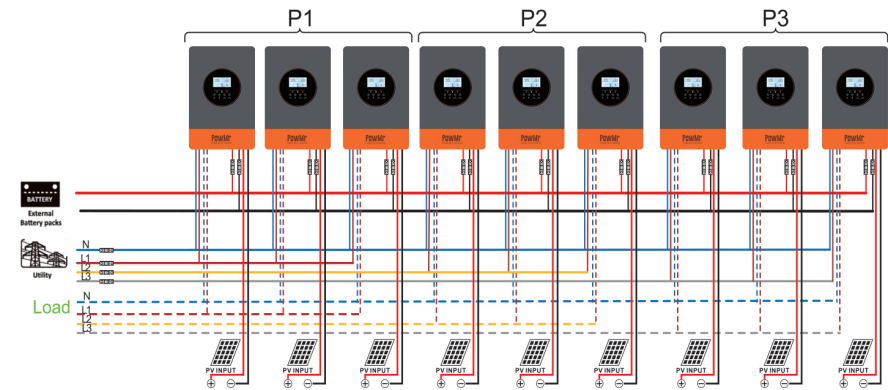 P1 P2 P3
PowMr PowMr PowMr PowMr PowMr PowMr PowMr PowMr PowMr
BATTERY
External
Battery packs
N
L1
L2
L3
Utility
Load
N
L1
L2
L3
PV INPUT PV INPUT PV INPUT PV INPUT PV INPUT PV INPUT PV INPUT PV INPUT PV INPUT
+ − + − + − + − + − + − + − + − + −